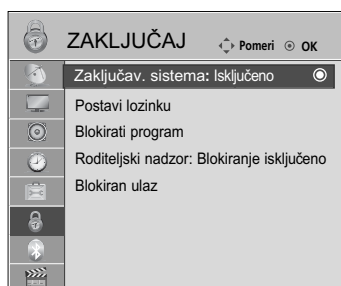 ZAKLJUČAJ
Pomeri
OK
Zaključav. sistema: Isključeno
Postavi lozinku
Blokirati program
Roditeljski nadzor: Blokiranje isključeno
Blokiran ulaz